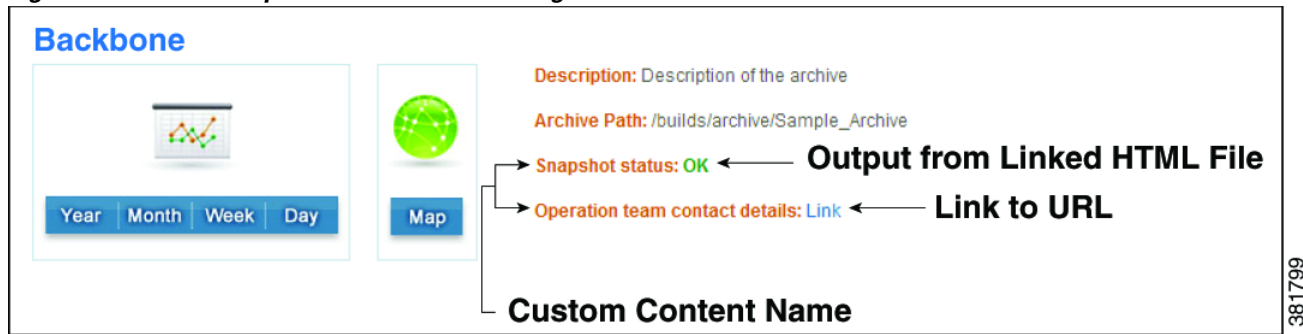 Backbone
Year Month Week Day
Map
Description: Description of the archive
Archive Path: /builds/archive/Sample_Archive
Snapshot status: OK
Output from Linked HTML File
Operation team contact details: Link
Link to URL
Custom Content Name
381799